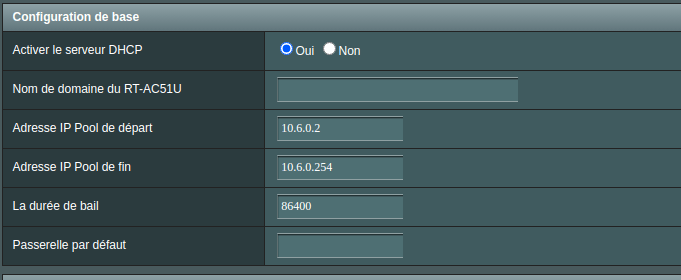 Configuration de base
Activer le serveur DHCP Oui Non
Nom de domaine du RT-AC51U
Adresse IP Pool de départ 10.6.0.2
Adresse IP Pool de fin 10.6.0.254
La durée de bail 86400
Passerelle par défaut